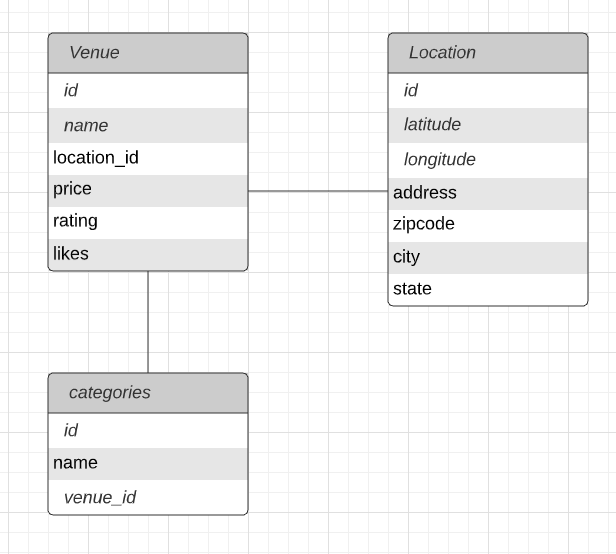 Venue
id
name
location_id
price
rating
likes
Location
id
latitude
longitude
address
zipcode
city
state
categories
id
name
venue_id